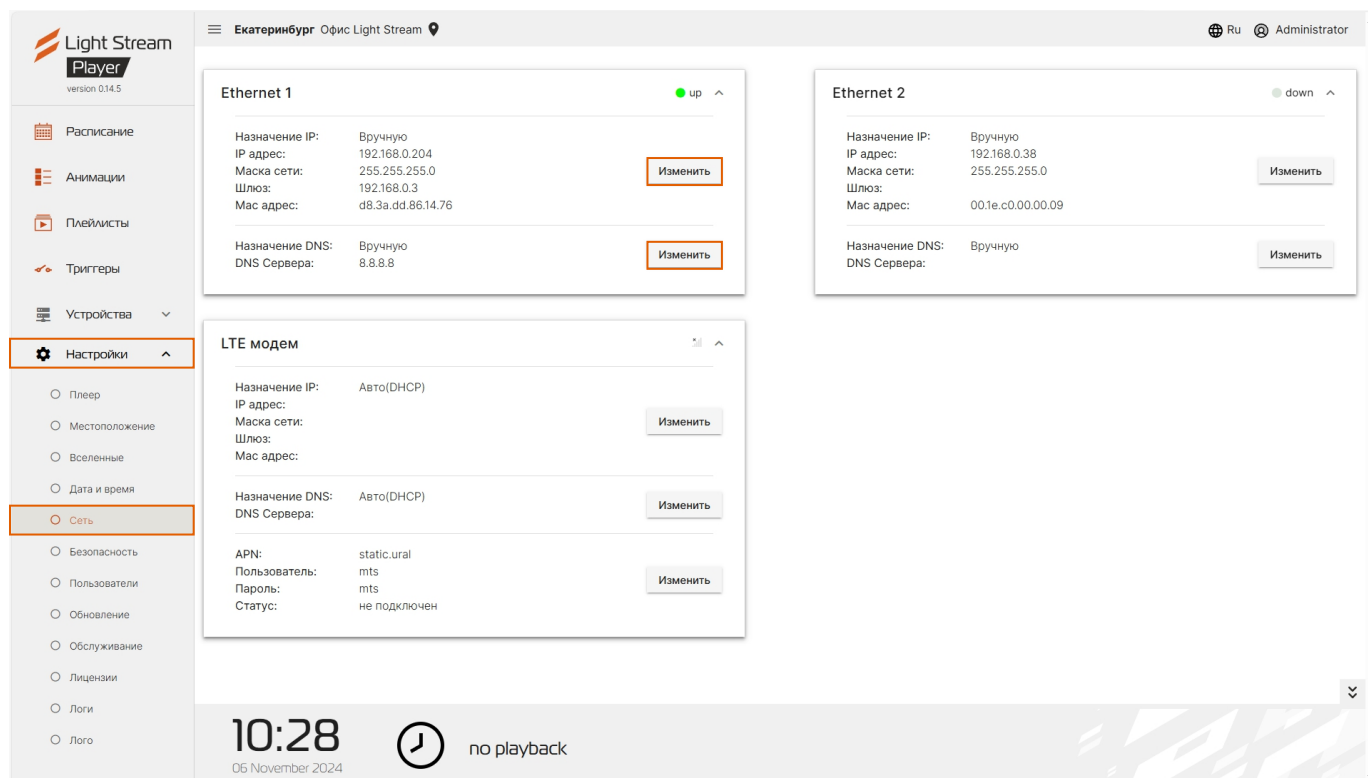 Light Stream
Player
version 0.14.5
Расписание
Анимации
Плейлисты
Триггеры
Устройства
Настройки
Плеер
Местоположение
Вселенные
Дата и время
Сеть
Безопасность
Пользователи
Обновление
Обслуживание
Лицензии
Логи
Лого
Екатеринбург Офис Light Stream
Ru Administrator
Ethernet 1 up
Назначение IP: Вручную
IP адрес: 192.168.0.204
Маска сети: 255.255.255.0
Шлюз: 192.168.0.3
Mac адрес: d8.3a.dd.86.14.76
Изменить
Назначение DNS: Вручную
DNS Сервера: 8.8.8.8
Изменить
Ethernet 2 down
Назначение IP: Вручную
IP адрес: 192.168.0.38
Маска сети: 255.255.255.0
Шлюз:
Mac адрес: 00.1e.c0.00.00.09
Изменить
Назначение DNS: Вручную
DNS Сервера:
Изменить
LTE модем
Назначение IP: Авто(DHCP)
IP адрес:
Маска сети:
Шлюз:
Mac адрес:
Изменить
Назначение DNS: Авто(DHCP)
DNS Сервера:
Изменить
APN: static.ural
Пользователь: mts
Пароль: mts
Статус: не подключен
Изменить
10:28
06 November 2024
no playback